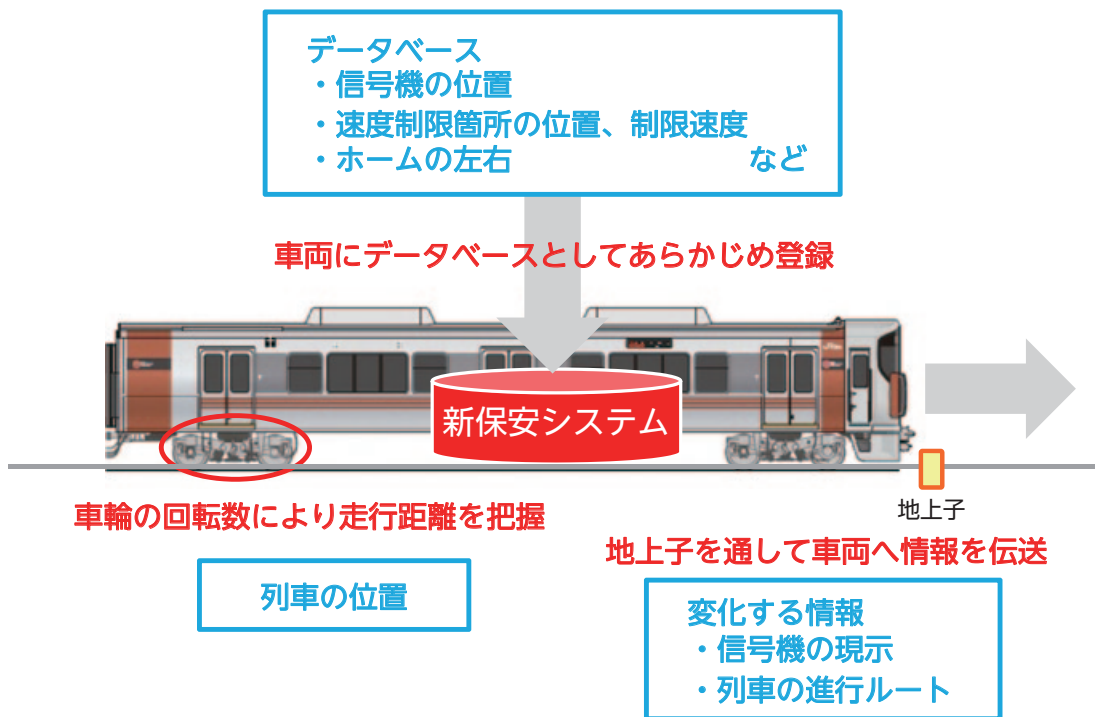 データベース
・信号機の位置
・速度制限箇所の位置、制限速度
・ホームの左右 など
車両にデータベースとしてあらかじめ登録
新保安システム
車輪の回転数により走行距離を把握
地上子
地上子を通して車両へ情報を伝送
列車の位置
変化する情報
・信号機の現示
・列車の進行ルート